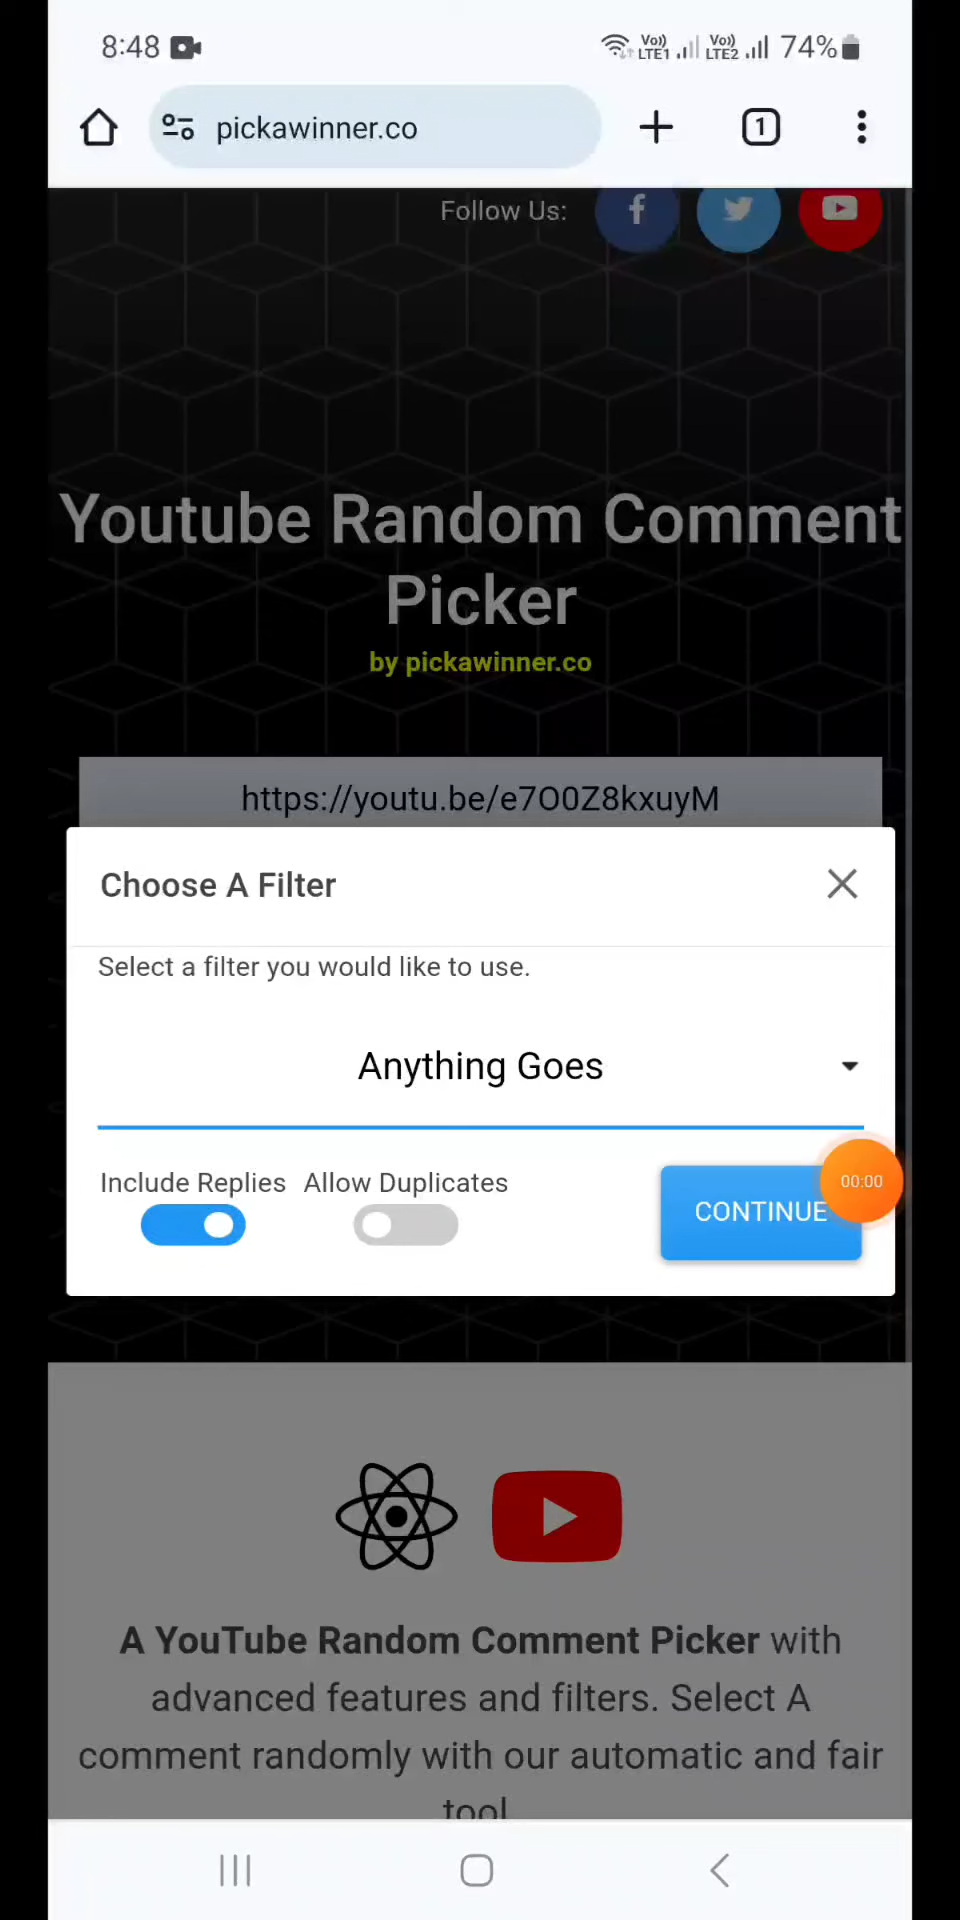 8:48
Vo)) LTE1 Vo)) LTE2 74%
pickawinner.co
1
Follow Us:
Youtube Random Comment
Picker
by pickawinner.co
https://youtu.be/e7O0Z8kxuyM
Choose A Filter
Select a filter you would like to use.
Anything Goes
Include Replies Allow Duplicates
CONTINUE
00:00
A YouTube Random Comment Picker with
advanced features and filters. Select A
comment randomly with our automatic and fair
tool